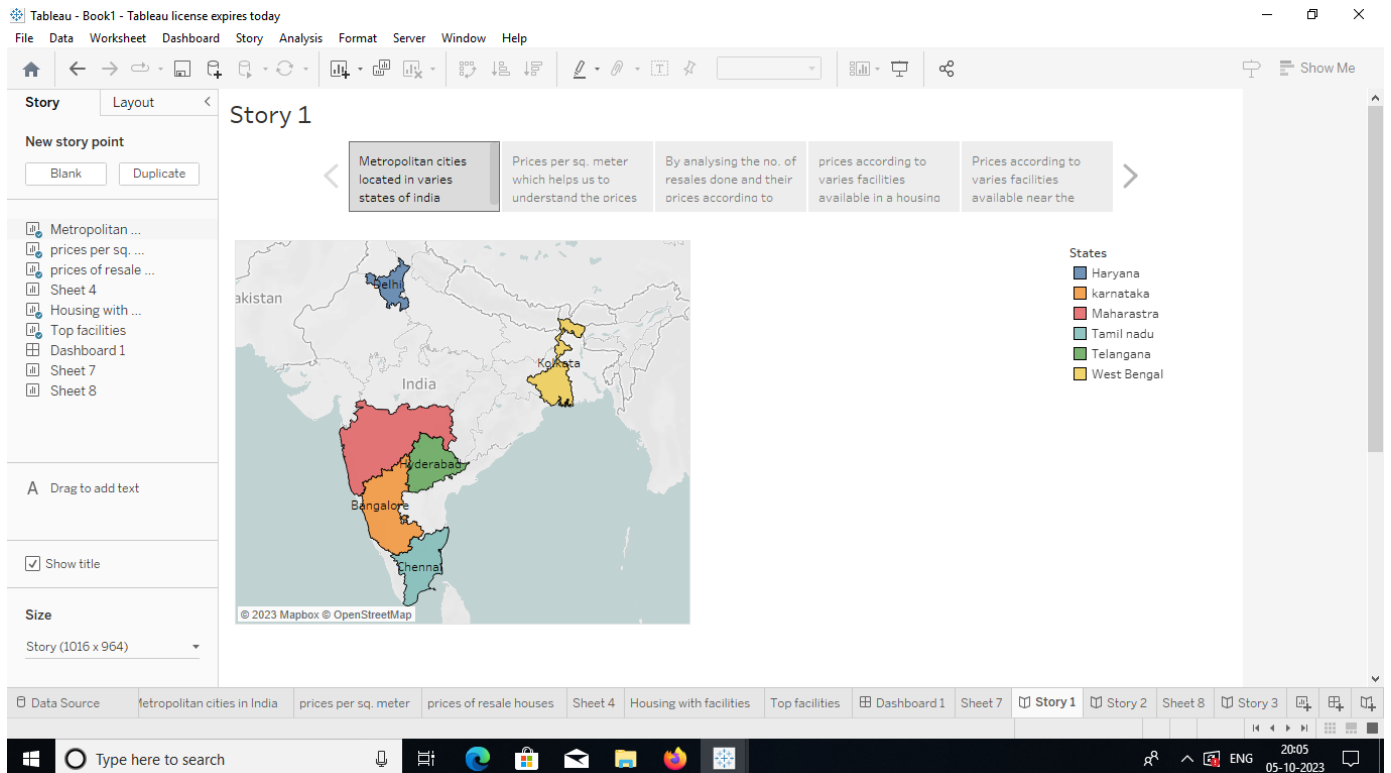 Tableau - Book1 - Tableau license expires today
File Data Worksheet Dashboard Story Analysis Format Server Window Help
Show Me
Story Layout
New story point
Blank Duplicate
Metropolitan ...
prices per sq. ...
prices of resale ...
Sheet 4
Housing with ...
Top facilities
Dashboard 1
Sheet 7
Sheet 8
A Drag to add text
Show title
Size
Story (1016 x 964)
Story 1
Metropolitan cities
located in varies
states of india
Prices per sq. meter
which helps us to
understand the prices
By analysing the no. of
resales done and their
prices according to
prices according to
varies facilities
available in a housing
Prices according to
varies facilities
available near the
Delhi
akistan
Kolkata
India
Hyderabad
Bangalore
Chennai
© 2023 Mapbox © OpenStreetMap
States
Haryana
karnataka
Maharastra
Tamil nadu
Telangana
West Bengal
Data Source Metropolitan cities in India prices per sq. meter prices of resale houses Sheet 4 Housing with facilities Top facilities Dashboard 1 Sheet 7 Story 1 Story 2 Sheet 8 Story 3
Type here to search
ENG
20:05
05-10-2023